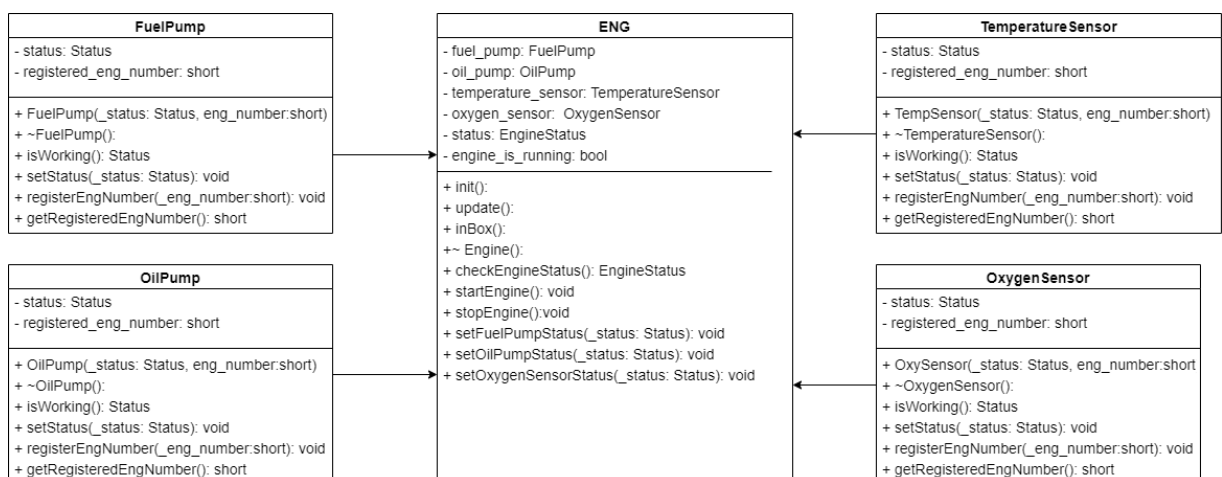 FuelPump
- status: Status
- registered_eng_number: short
+ FuelPump(_status: Status, eng_number:short)
+ ~FuelPump():
+ isWorking(): Status
+ setStatus(_status: Status): void
+ registerEngNumber(_eng_number:short): void
+ getRegisteredEngNumber(): short
OilPump
- status: Status
- registered_eng_number: short
+ OilPump(_status: Status, eng_number:short)
+ ~OilPump():
+ isWorking(): Status
+ setStatus(_status: Status): void
+ registerEngNumber(_eng_number:short): void
+ getRegisteredEngNumber(): short
ENG
- fuel_pump: FuelPump
- oil_pump: OilPump
- temperature_sensor: TemperatureSensor
- oxygen_sensor: OxygenSensor
- status: EngineStatus
- engine_is_running: bool
+ init():
+ update():
+ inBox():
+~ Engine():
+ checkEngineStatus(): EngineStatus
+ startEngine(): void
+ stopEngine():void
+ setFuelPumpStatus(_status: Status): void
+ setOilPumpStatus(_status: Status): void
+ setOxygenSensorStatus(_status: Status): void
TemperatureSensor
- status: Status
- registered_eng_number: short
+ TempSensor(_status: Status, eng_number:short)
+ ~TemperatureSensor():
+ isWorking(): Status
+ setStatus(_status: Status): void
+ registerEngNumber(_eng_number:short): void
+ getRegisteredEngNumber(): short
OxygenSensor
- status: Status
- registered_eng_number: short
+ OxySensor(_status: Status, eng_number:short
+ ~OxygenSensor():
+ isWorking(): Status
+ setStatus(_status: Status): void
+ registerEngNumber(_eng_number:short): void
+ getRegisteredEngNumber(): short